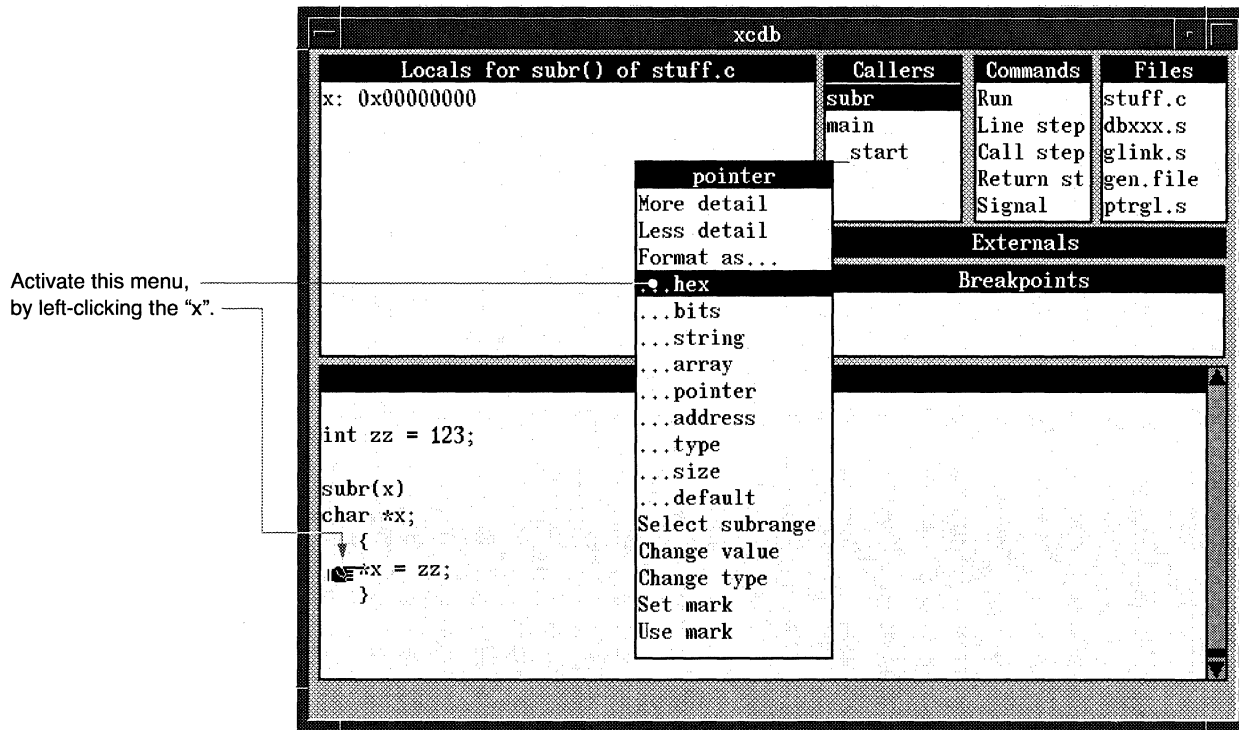 xcdb
Locals for subr() of stuff.c
x: 0x00000000
Callers
subr
main
__start
Commands
Run
Line step
Call step
Return st
Signal
Files
stuff.c
dbxxx.s
glink.s
gen.file
ptrgl.s
Externals
Breakpoints
pointer
More detail
Less detail
Format as...
...hex
...bits
...string
...array
...pointer
...address
...type
...size
...default
Select subrange
Change value
Change type
Set mark
Use mark
Activate this menu,
by left-clicking the “x”.
int zz = 123;
subr(x)
char *x;
{
*x = zz;
}